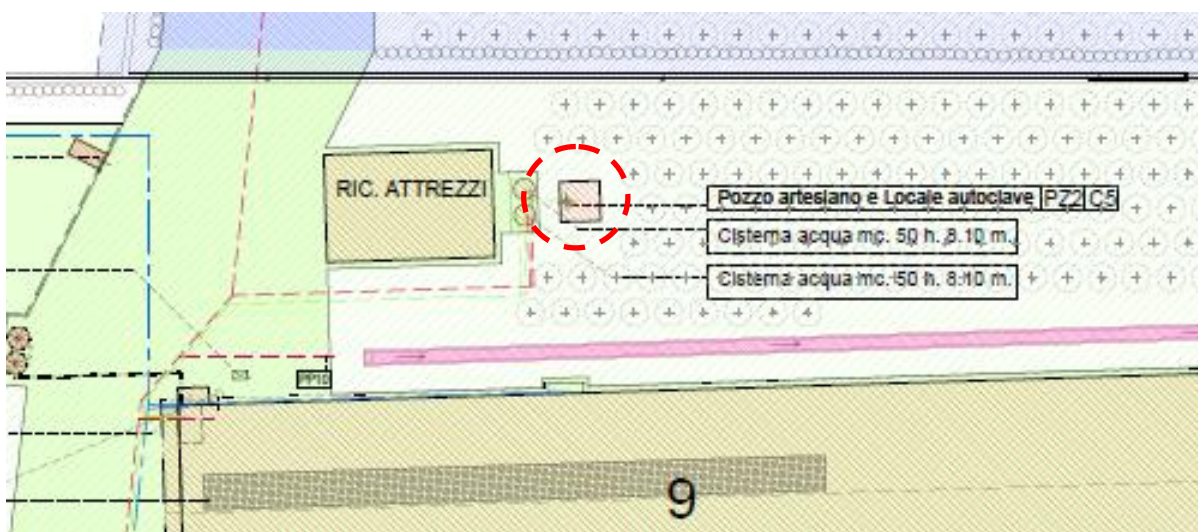 RIC. ATTREZZI
Pozzo artesiano e Locale autoclave PZ2 C5
Cisterna acqua mc. 50 h. 8.10 m.
Cisterna acqua mc. 50 h. 8.10 m.
PP10
9